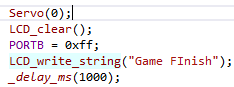 Servo(0);
LCD_clear();
PORTB = 0xff;
LCD_write_string("Game FInish");
_delay_ms(1000);